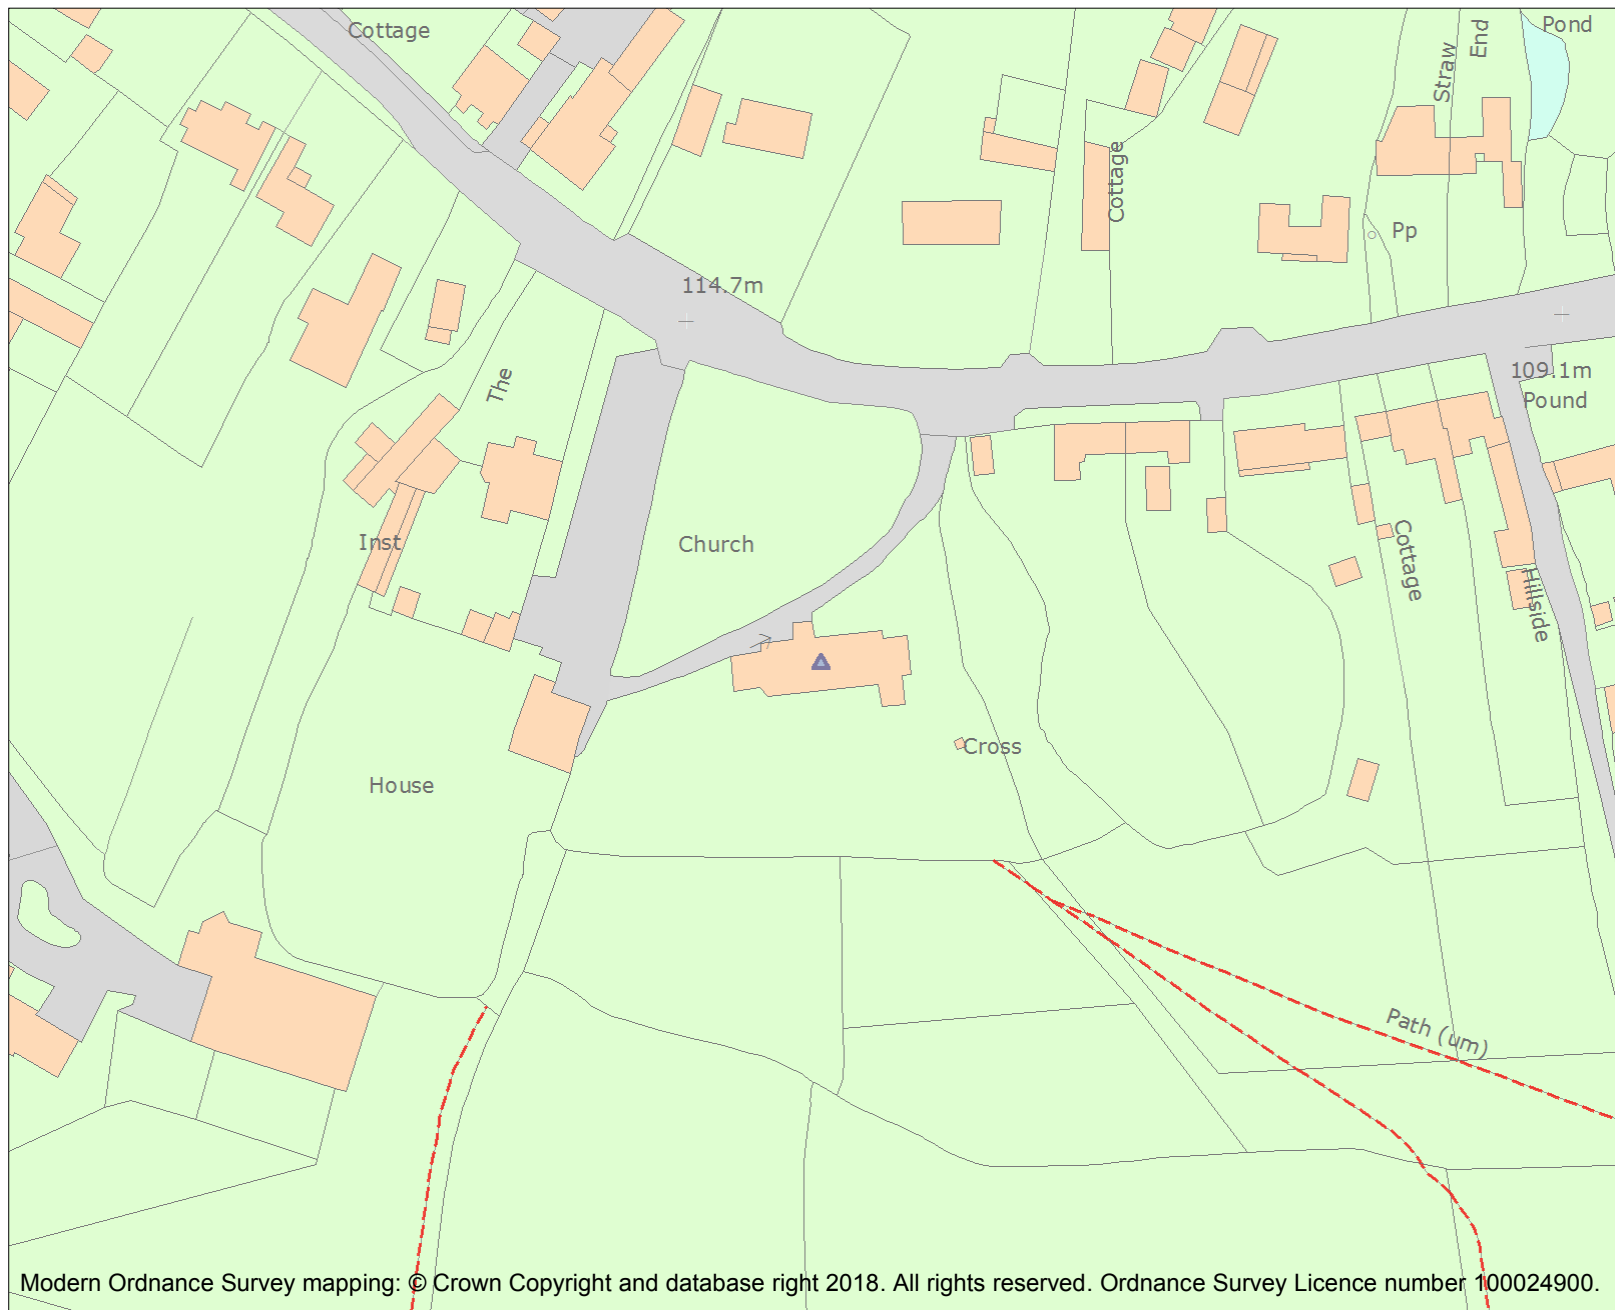 Cottage
Pond
Straw
End
Cottage
Pp
114.7m
109.1m
Pound
The
Inst
Church
Cottage
Hillside
Cross
House
Path (um)
Modern Ordnance Survey mapping: © Crown Copyright and database right 2018. All rights reserved. Ordnance Survey Licence number 100024900.